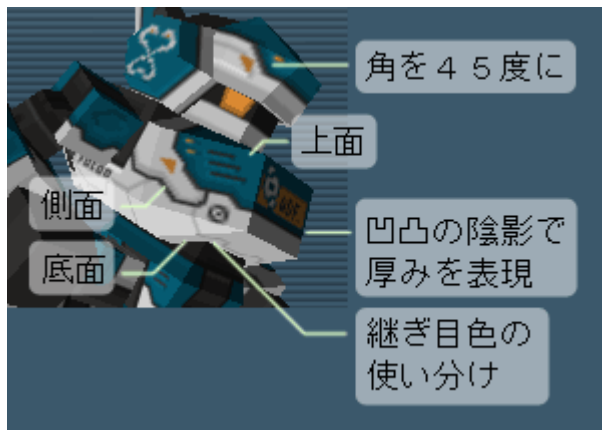 角を４５度に
上面
側面
底面
凹凸の陰影で
厚みを表現
継ぎ目色の
使い分け